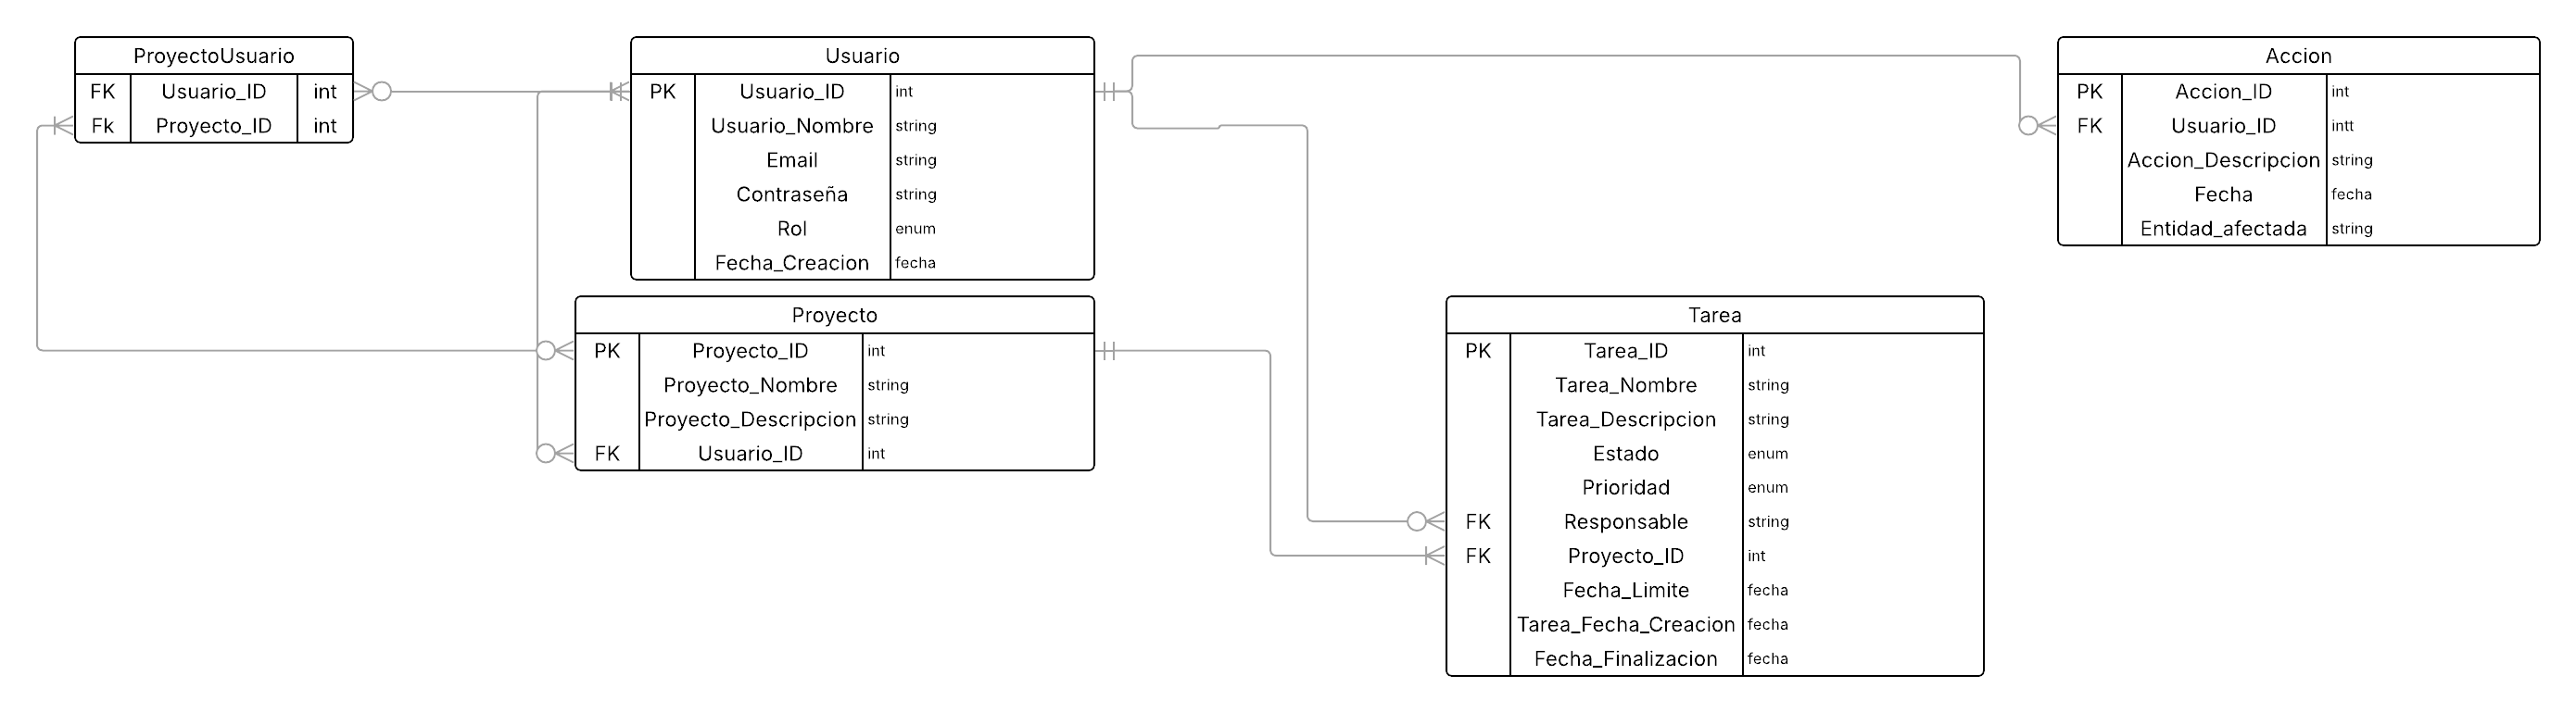 ProyectoUsuario
FK Usuario_ID int
Fk Proyecto_ID int
Usuario
PK Usuario_ID int
Usuario_Nombre string
Email string
Contraseña string
Rol enum
Fecha_Creacion fecha
Accion
PK Accion_ID int
FK Usuario_ID intt
Accion_Descripcion string
Fecha fecha
Entidad_afectada string
Proyecto
PK Proyecto_ID int
Proyecto_Nombre string
Proyecto_Descripcion string
FK Usuario_ID int
Tarea
PK Tarea_ID int
Tarea_Nombre string
Tarea_Descripcion string
Estado enum
Prioridad enum
FK Responsable string
FK Proyecto_ID int
Fecha_Limite fecha
Tarea_Fecha_Creacion fecha
Fecha_Finalizacion fecha